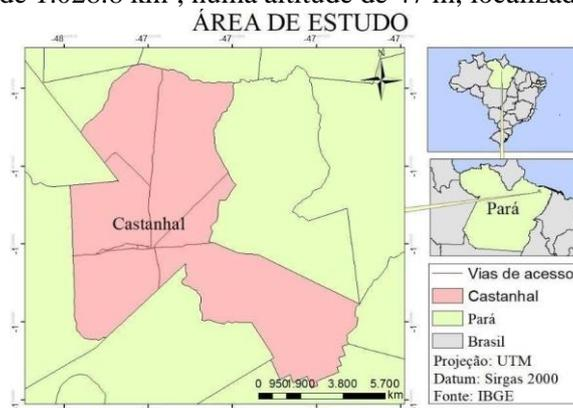 de 1.028.8 km², numa altitude de 47 m, localizad
ÁREA DE ESTUDO
-48 -47 -47 -47 -47
N
Castanhal
Pará
Vias de acesso
Castanhal
Pará
Brasil
Projeção: UTM
Datum: Sirgas 2000
Fonte: IBGE
0 950 1.900 3.800 5.700
km